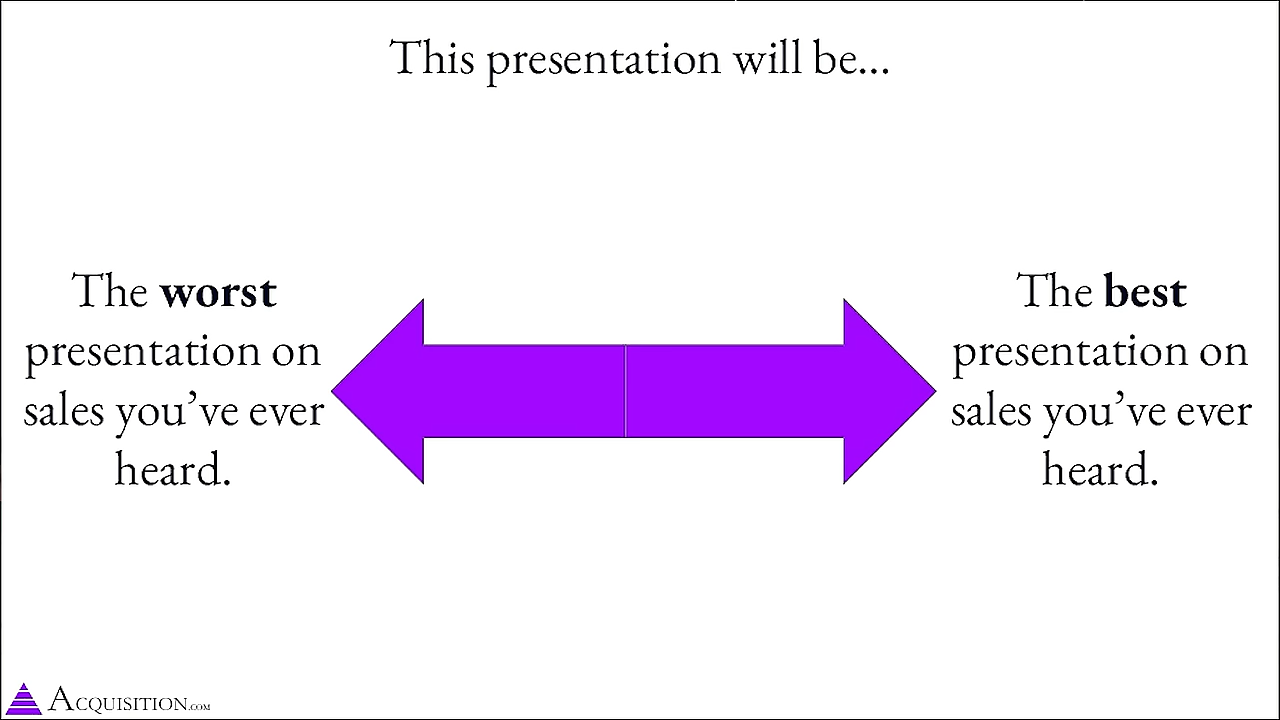 This presentation will be...
The worst
presentation on
sales you've ever
heard.
The best
presentation on
sales you've ever
heard.
ACQUISITION.COM